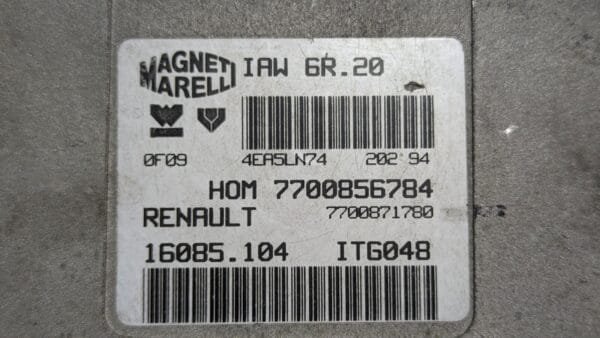 MAGNETI MARELLI IAW 6R.20
0F09 4EA5LN74 202 94
HOM 7700856784
RENAULT 7700871780
16085.104 ITG048